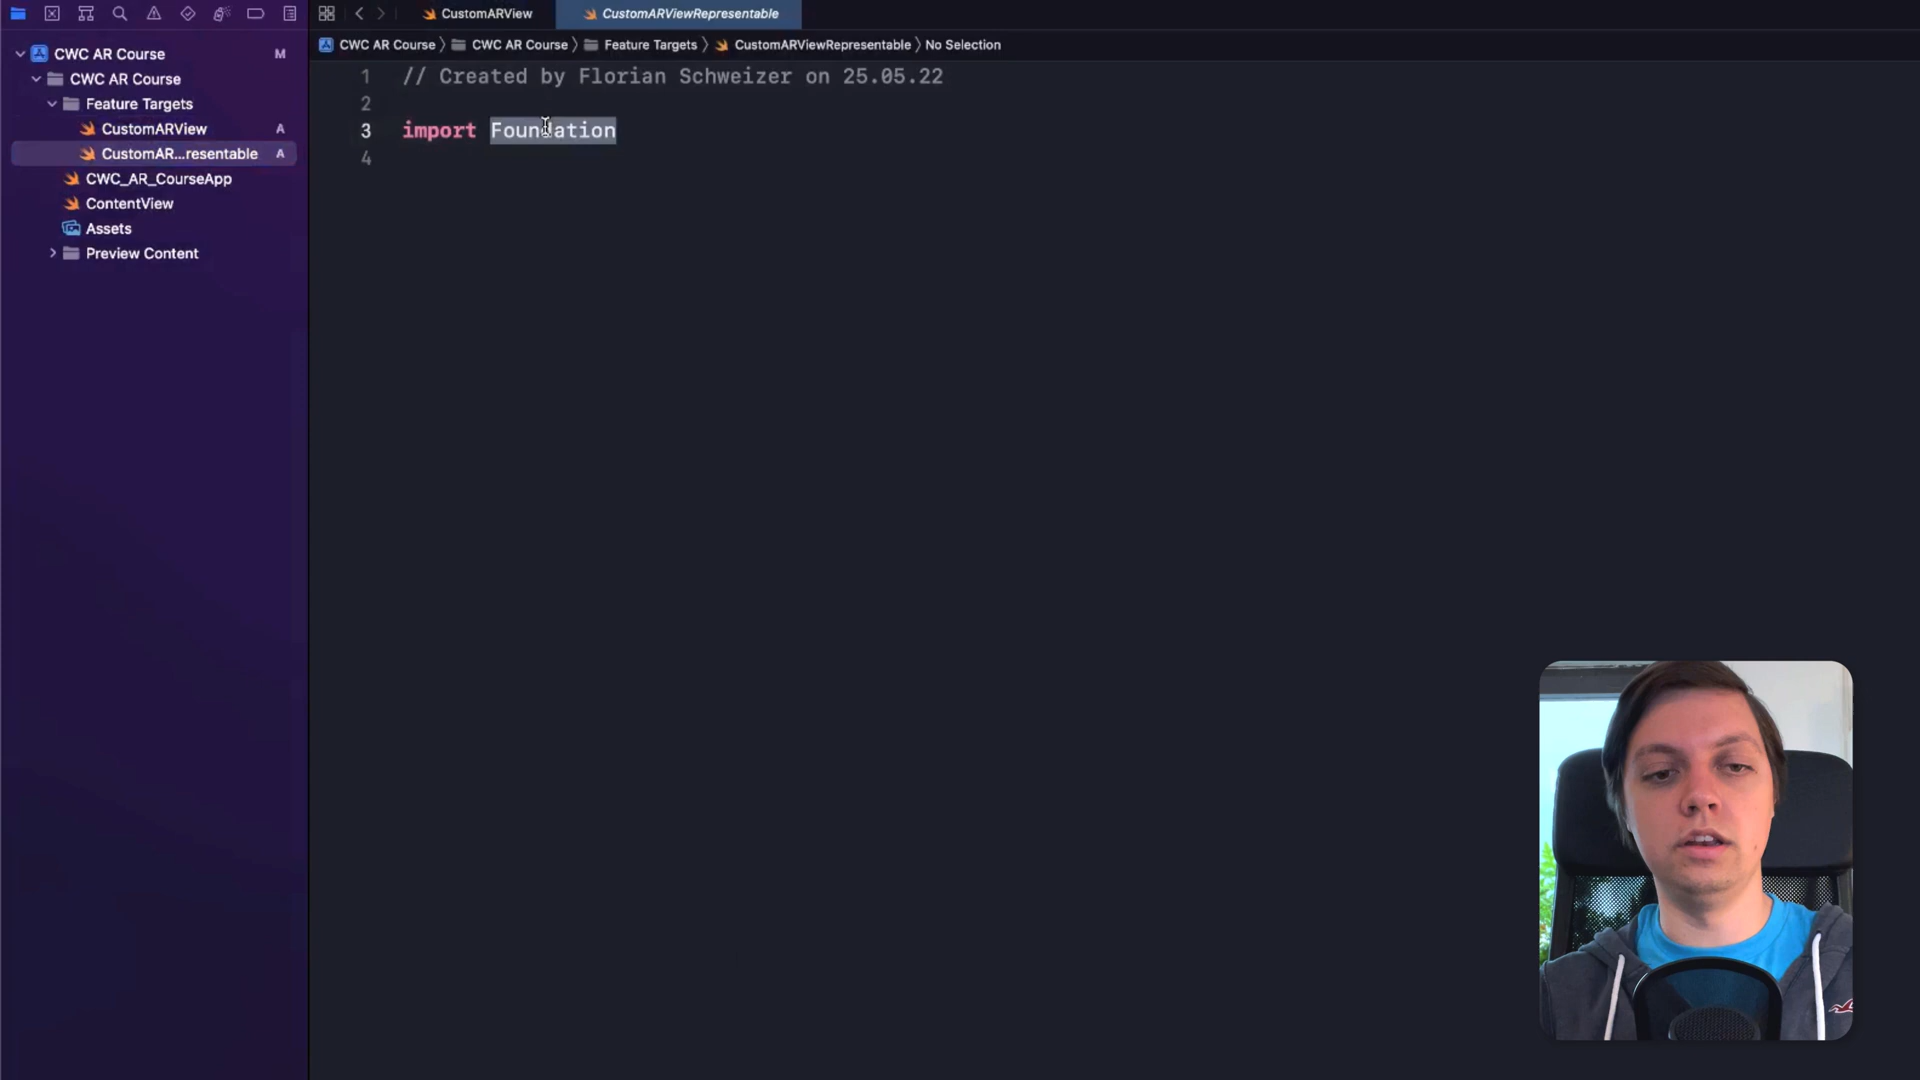 CustomARView
CustomARViewRepresentable
CWC AR Course
M
CWC AR Course
Feature Targets
CustomARView
A
CustomAR...resentable
A
CWC_AR_CourseApp
ContentView
Assets
Preview Content
CWC AR Course 〉 CWC AR Course 〉 Feature Targets 〉 CustomARViewRepresentable 〉 No Selection
1 // Created by Florian Schweizer on 25.05.22
2
3 import Foundation
4